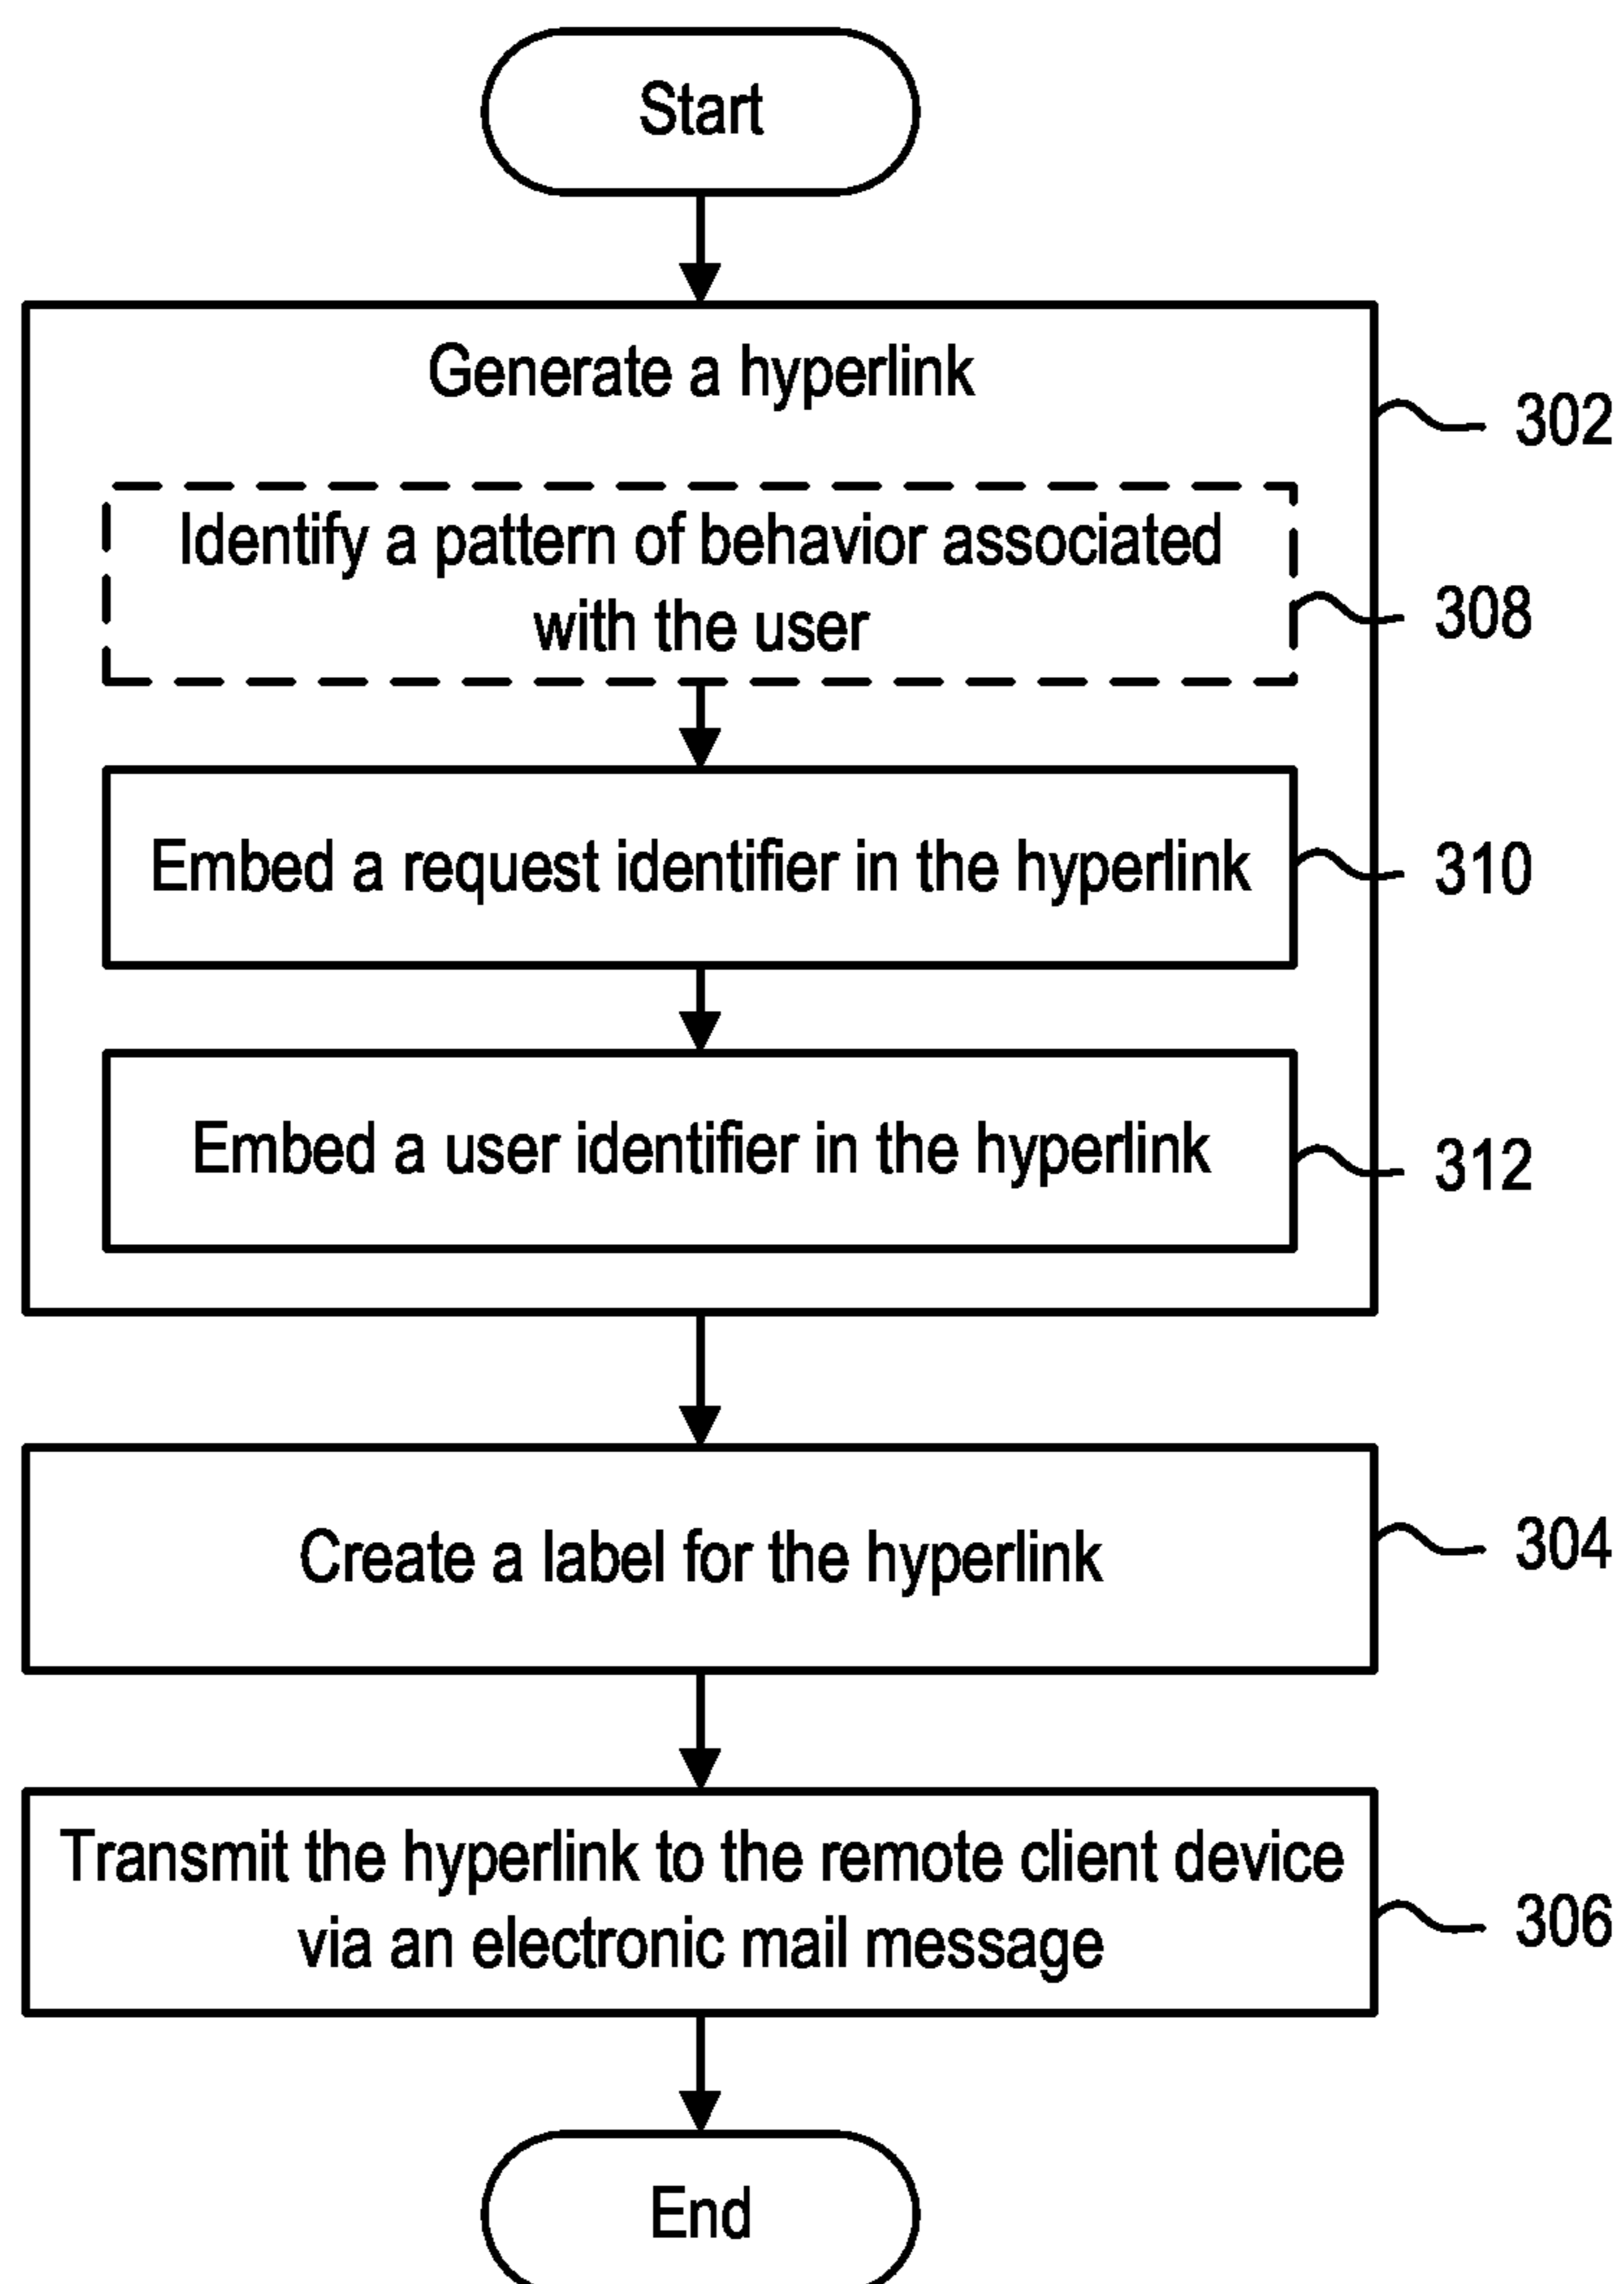 Start
Generate a hyperlink
302
Identify a pattern of behavior associated
with the user
308
Embed a request identifier in the hyperlink
310
Embed a user identifier in the hyperlink
312
Create a label for the hyperlink
304
Transmit the hyperlink to the remote client device
via an electronic mail message
306
End